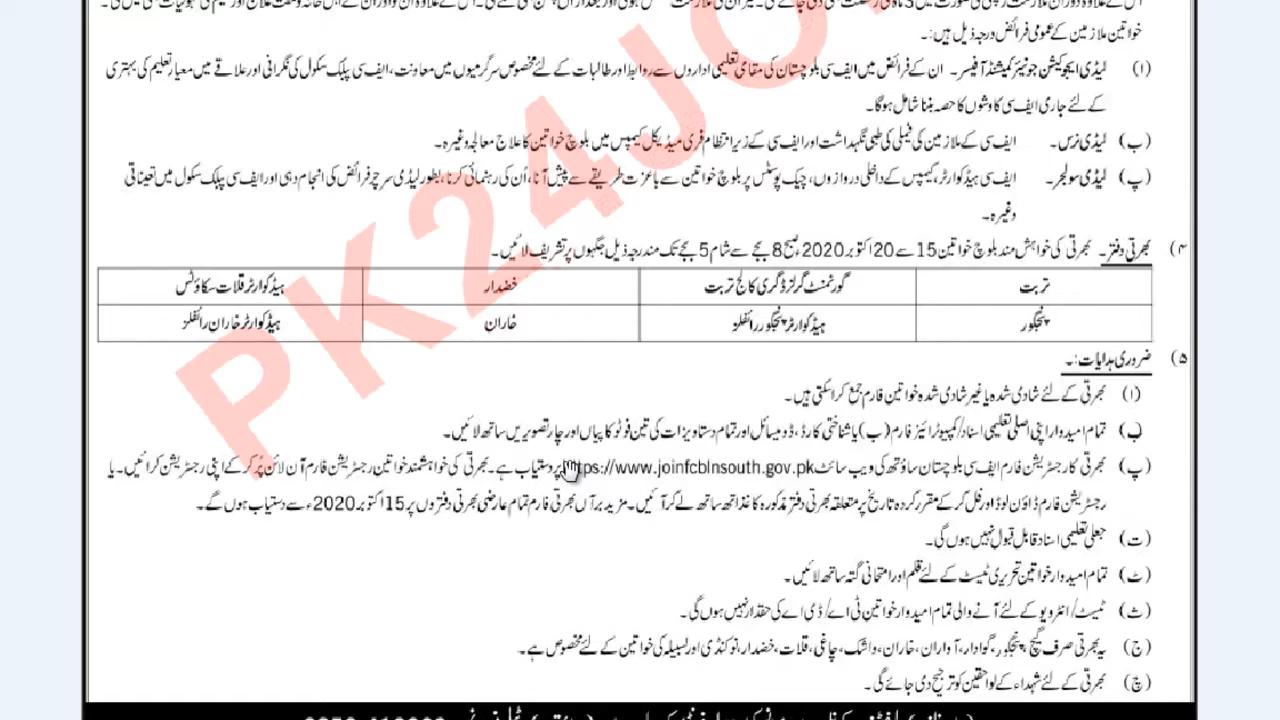 خواتین ملازمین کے عمومی فرائض درجہ ذیل ہیں:۔
(ا) لیڈی ایجوکیشن جونیئر کمیشنڈ آفیسر۔ ان کے فرائض میں ایف سی بلوچستان کی مقامی تعلیمی اداروں سے روابط اور طالبات کے لئے مخصوص سرگرمیوں میں معاونت، ایف سی پبلک سکول کی نگرانی اور علاقے میں معیار تعلیم کی بہتری
کے لئے جاری ایف سی کاوشوں کا حصہ بننا شامل ہوگا۔
(ب) لیڈی نرس۔ ایف سی کے ملازمین کی فیملی کی طبی نگہداشت اور ایف سی کے زیر انتظام فری میڈیکل کیمپس میں بلوچ خواتین کا علاج معالجہ وغیرہ۔
(پ) لیڈی سولجر۔ ایف سی ہیڈ کوارٹر، کیمپس کے داخلی دروازوں، چیک پوسٹس پر بلوچ خواتین سے باعزت طریقے سے پیش آنا، اُن کی رہنمائی کرنا، بطور لیڈی سرچر فرائض کی انجام دہی اور ایف سی پبلک سکول میں تعیناتی
وغیرہ۔
۴) بھرتی دفتر۔ بھرتی کی خواہش مند بلوچ خواتین 15 سے 20 اکتوبر 2020ء صبح 8 بجے سے شام 5 بجے تک مندرجہ ذیل جگہوں پر تشریف لائیں۔
تربت گورنمنٹ گرلز ڈگری کالج تربت خضدار ہیڈ کوارٹر قلات سکاؤٹس
پنجگور ہیڈ کوارٹر پنجگور رائفلز خاران ہیڈ کوارٹر خاران رائفلز
۵) ضروری ہدایات:۔
(ا) بھرتی کے لئے شادی شدہ یا غیر شادی شدہ خواتین فارم جمع کرا سکتی ہیں۔
(ب) تمام امیدوار اپنی اصلی تعلیمی اسناد/کمپیوٹرائیز فارم (ب) یا شناختی کارڈ، ڈومیسائل اور تمام دستاویزات کی تین فوٹو کاپیاں اور چار تصویریں ساتھ لائیں۔
(پ) بھرتی کا رجسٹریشن فارم ایف سی بلوچستان ساؤتھ کی ویب سائٹ ttps://www.joinfcblnsouth.gov.pk پر دستیاب ہے۔ بھرتی کی خواہشمند خواتین رجسٹریشن فارم آن لائن پُر کر کے اپنی رجسٹریشن کرائیں۔ یا
رجسٹریشن فارم ڈاؤن لوڈ اور فل کر کے مقرر کردہ تاریخ پر متعلقہ بھرتی دفتر مذکورہ کاغذات ساتھ لے کر آئیں۔ مزید برآں بھرتی فارم تمام عارضی بھرتی دفتروں پر 15 اکتوبر 2020ء سے دستیاب ہوں گے۔
(ت) جعلی تعلیمی اسناد قابل قبول نہیں ہوں گی۔
(ٹ) تمام امیدوار خواتین تحریری ٹیسٹ کے لئے قلم اور امتحانی گتہ ساتھ لائیں۔
(ث) ٹیسٹ/ انٹرویو کے لئے آنے والی تمام امیدوار خواتین ٹی اے/ ڈی اے کی حقدار نہیں ہوں گی۔
(ج) یہ بھرتی صرف کیچ، پنجگور، گوادار، آواران، خاران، واشک، چاغی، قلات، خضدار، نوکنڈی اور لسبیلہ کی خواتین کے لئے مخصوص ہے۔
(چ) بھرتی کے لئے شہداء کے لواحقین کو ترجیح دی جائے گی۔
PK24JO